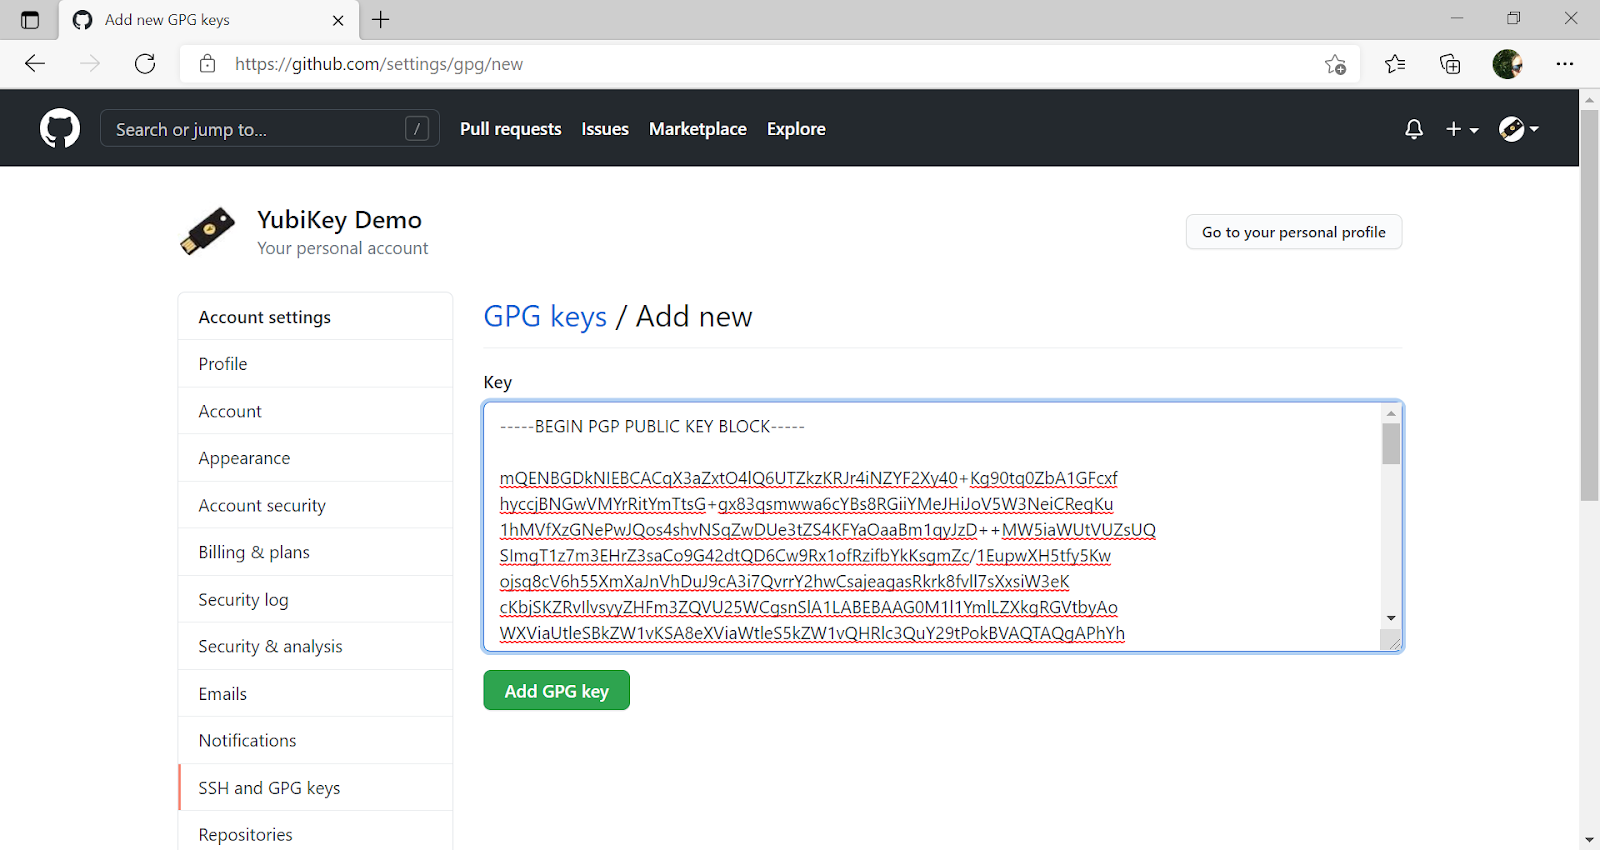 Add new GPG keys
https://github.com/settings/gpg/new
Search or jump to...
/
Pull requests
Issues
Marketplace
Explore
YubiKey Demo
Your personal account
Go to your personal profile
Account settings
Profile
Account
Appearance
Account security
Billing & plans
Security log
Security & analysis
Emails
Notifications
SSH and GPG keys
Repositories
GPG keys / Add new
Key
-----BEGIN PGP PUBLIC KEY BLOCK-----
mQENBGDkNIEBCACqX3aZxtO4lQ6UTZkzKRJr4iNZYF2Xy40+Kg90tq0ZbA1GFcxf
hyccjBNGwVMYrRitYmTtsG+gx83qsmwwa6cYBs8RGiiYMeJHiJoV5W3NeiCReqKu
1hMVfXzGNePwJQos4shvNSqZwDUe3tZS4KFYaOaaBm1qyJzD++MW5iaWUtVUZsUQ
SImgT1z7m3EHrZ3saCo9G42dtQD6Cw9Rx1ofRzifbYkKsgmZc/1EupwXH5tfy5Kw
ojsq8cV6h55XmXaJnVhDuJ9cA3i7QvrrY2hwCsajeaqasRkrk8fvll7sXxsiW3eK
cKbjSKZRvIlvsyyZHFm3ZQVU25WCgsnSlA1LABEBAAG0M1l1YmlLZXkgRGVtbyAo
WXViaUtleSBkZW1vKSA8eXViaWtleS5kZW1vQHRlc3QuY29tPokBVAQTAQgAPhYh
Add GPG key